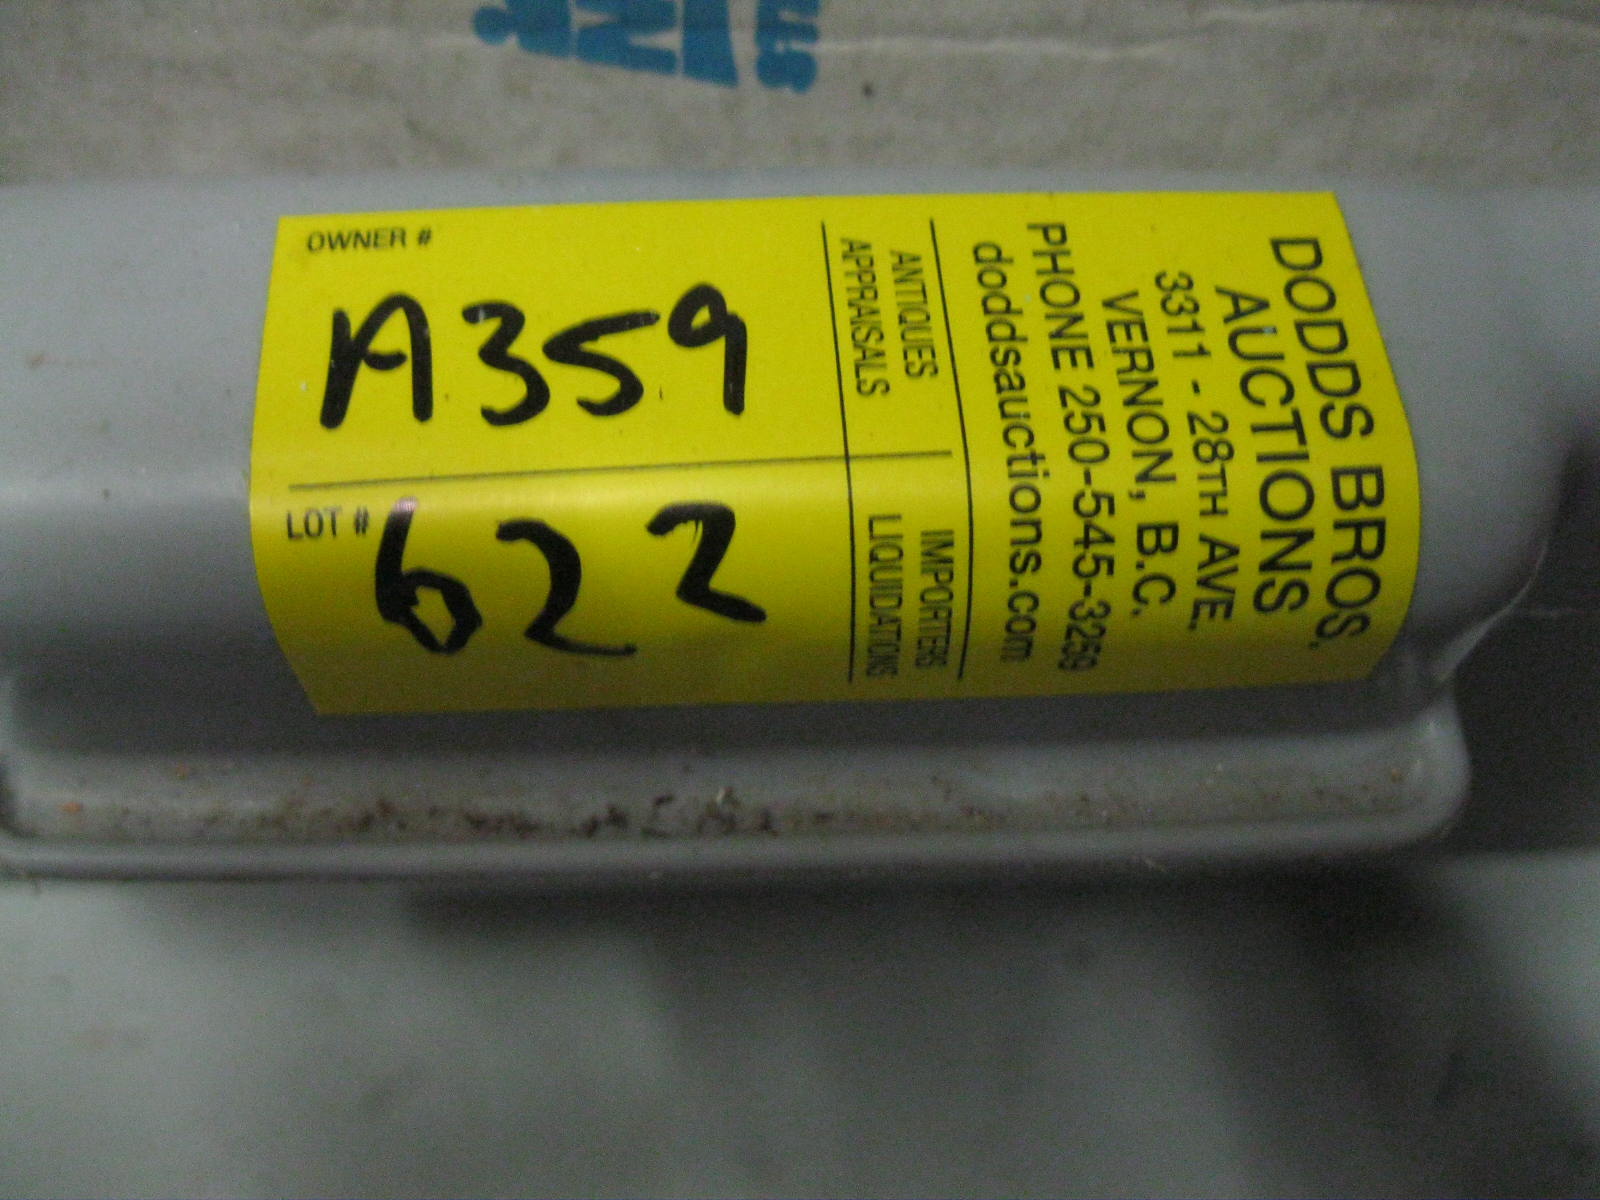 OWNER #
A359
LOT #
622
DODDS BROS.
AUCTIONS
3311 - 28TH AVE.
VERNON, B.C.
PHONE 250-545-3259
doddsauctions.com
ANTIQUES IMPORTERS
APPRAISALS LIQUIDATIONS